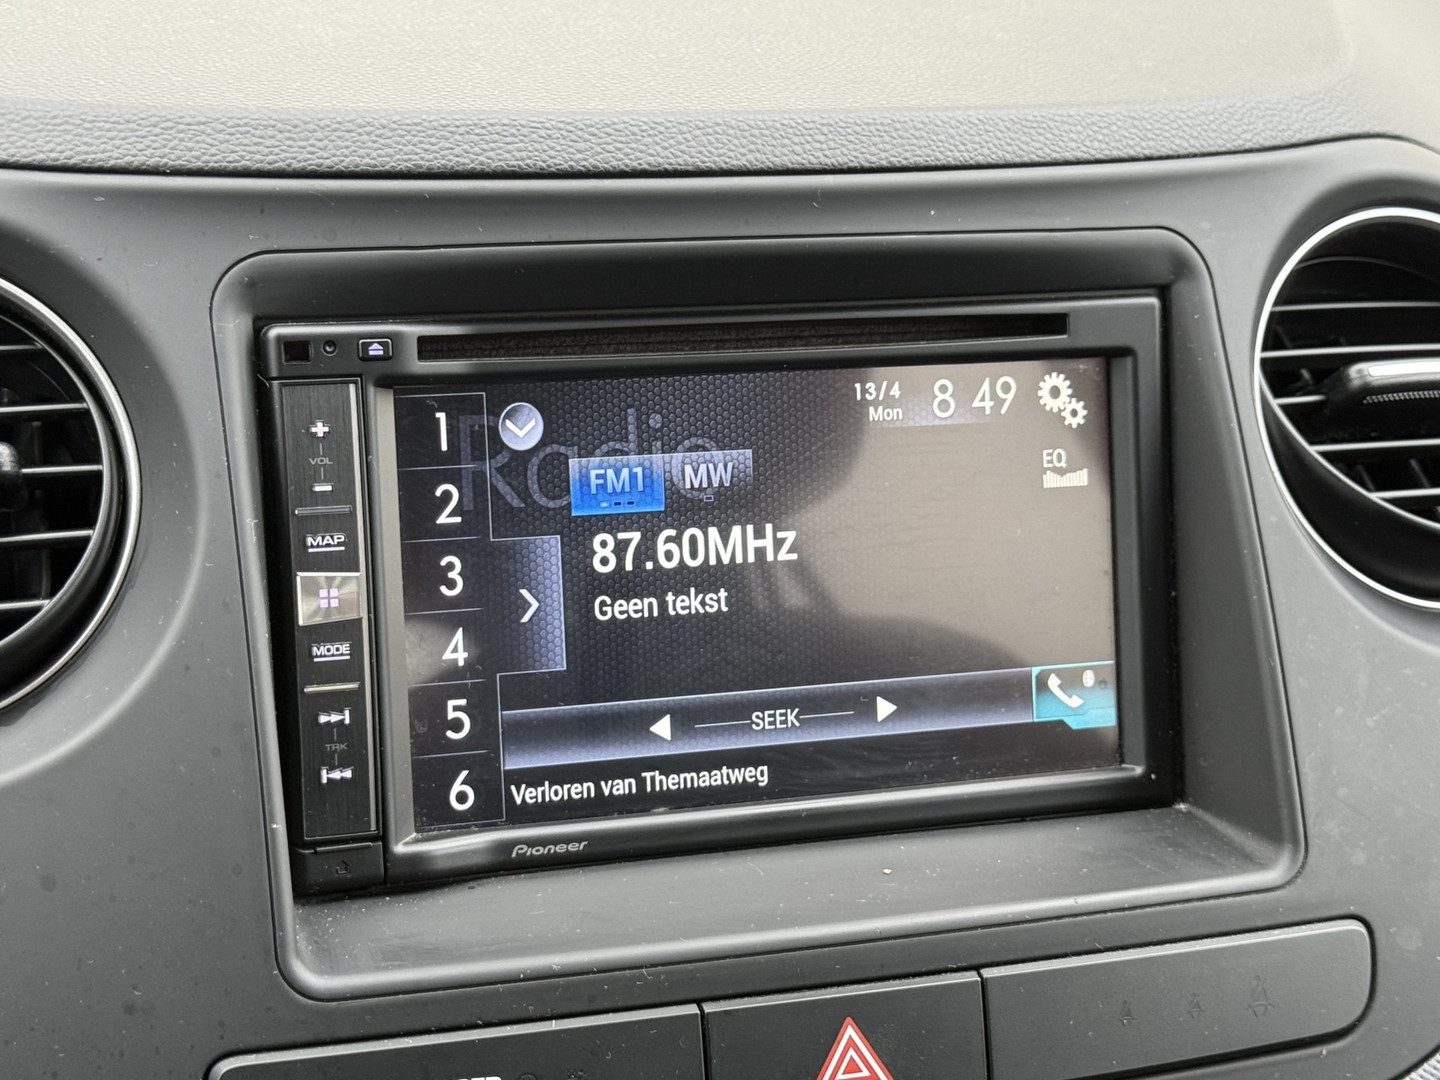 13/4
Mon
8 49
Radio
FM1 MW
EQ
87.60MHz
Geen tekst
1
2
3
4
5
6
SEEK
Verloren van Themaatweg
VOL
MAP
MODE
TRK
Pioneer